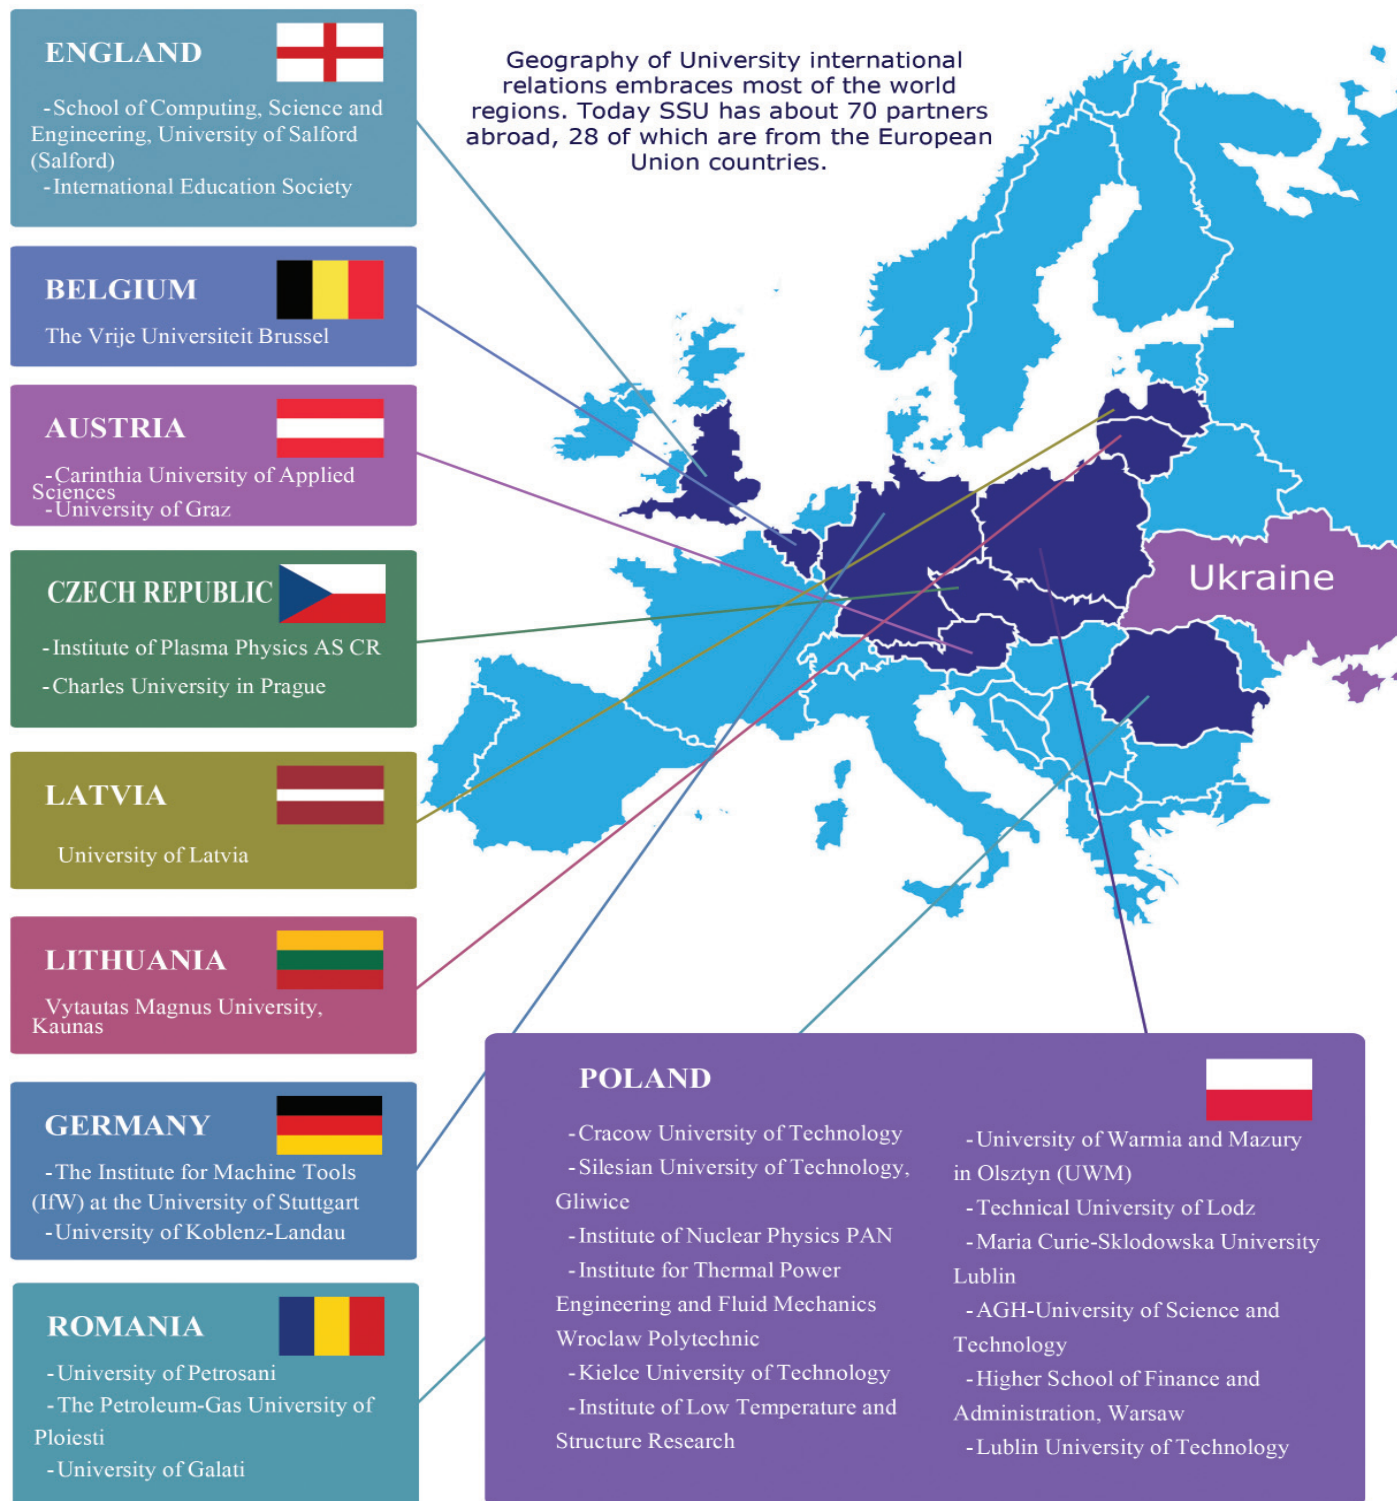 Geography of University international
relations embraces most of the world
regions. Today SSU has about 70 partners
abroad, 28 of which are from the European
Union countries.
ENGLAND
-School of Computing, Science and
Engineering, University of Salford
(Salford)
-International Education Society
BELGIUM
The Vrije Universiteit Brussel
AUSTRIA
-Carinthia University of Applied
Sciences
-University of Graz
CZECH REPUBLIC
-Institute of Plasma Physics AS CR
-Charles University in Prague
LATVIA
University of Latvia
LITHUANIA
Vytautas Magnus University,
Kaunas
GERMANY
-The Institute for Machine Tools
(IfW) at the University of Stuttgart
-University of Koblenz-Landau
ROMANIA
-University of Petrosani
-The Petroleum-Gas University of
Ploiesti
-University of Galati
Ukraine
POLAND
-Cracow University of Technology
-Silesian University of Technology,
Gliwice
-Institute of Nuclear Physics PAN
-Institute for Thermal Power
Engineering and Fluid Mechanics
Wroclaw Polytechnic
-Kielce University of Technology
-Institute of Low Temperature and
Structure Research
-University of Warmia and Mazury
in Olsztyn (UWM)
-Technical University of Lodz
-Maria Curie-Sklodowska University
Lublin
-AGH-University of Science and
Technology
-Higher School of Finance and
Administration, Warsaw
-Lublin University of Technology